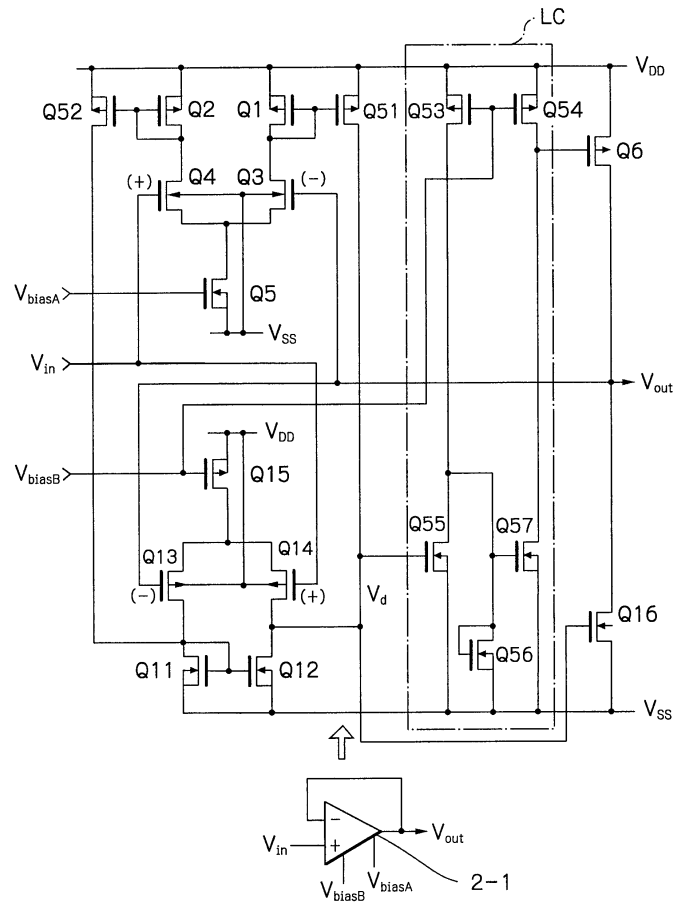 LC
V_DD
Q52 Q2 Q1 Q51 Q53 Q54
Q6
(+) Q4 Q3 (-)
V_biasA Q5
V_SS
V_in
V_out
V_DD
V_biasB Q15
Q55 Q57
Q13 Q14
(-) (+) V_d
Q16
Q11 Q12 Q56
V_SS
-
V_in + V_out
V_biasB V_biasA 2-1